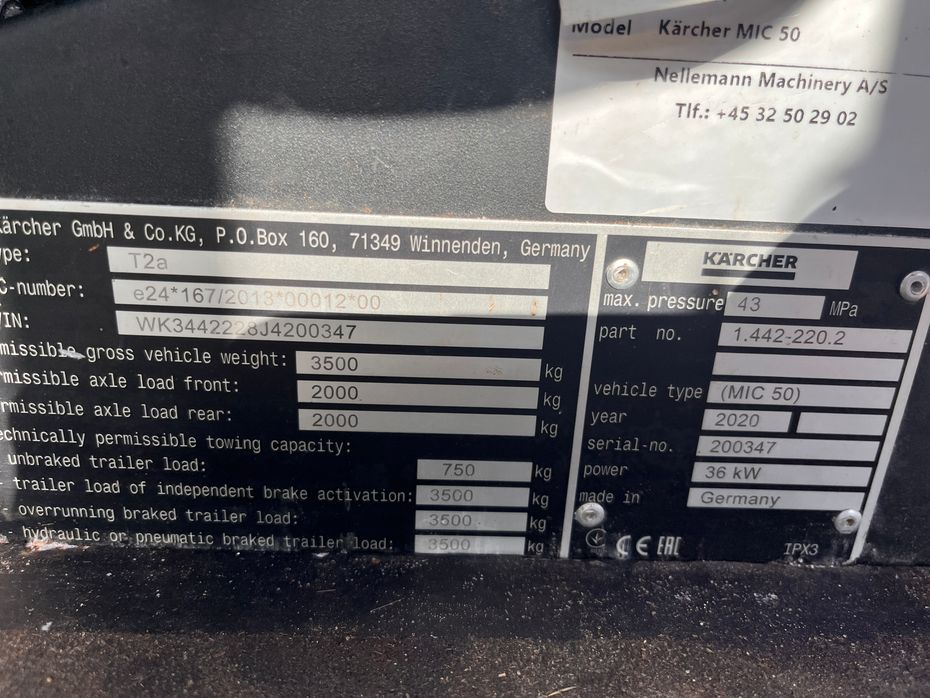 Model Kärcher MIC 50
Nellemann Machinery A/S
Tlf.: +45 32 50 29 02
Kärcher GmbH & Co.KG, P.O.Box 160, 71349 Winnenden, Germany
ype: T2a
C-number: e24*167/2013*00012*00
IN: WK3442228J4200347
missible gross vehicle weight: 3500 kg
rmissible axle load front: 2000 kg
rmissible axle load rear: 2000 kg
echnically permissible towing capacity:
unbraked trailer load: 750 kg
- trailer load of independent brake activation: 3500 kg
- overrunning braked trailer load: 3500 kg
hydraulic or pneumatic braked trailer load: 3500 kg
KÄRCHER
max. pressure 43 MPa
part no. 1.442-220.2
vehicle type (MIC 50)
year 2020
serial-no. 200347
power 36 kW
made in Germany
CE EAC IPX3